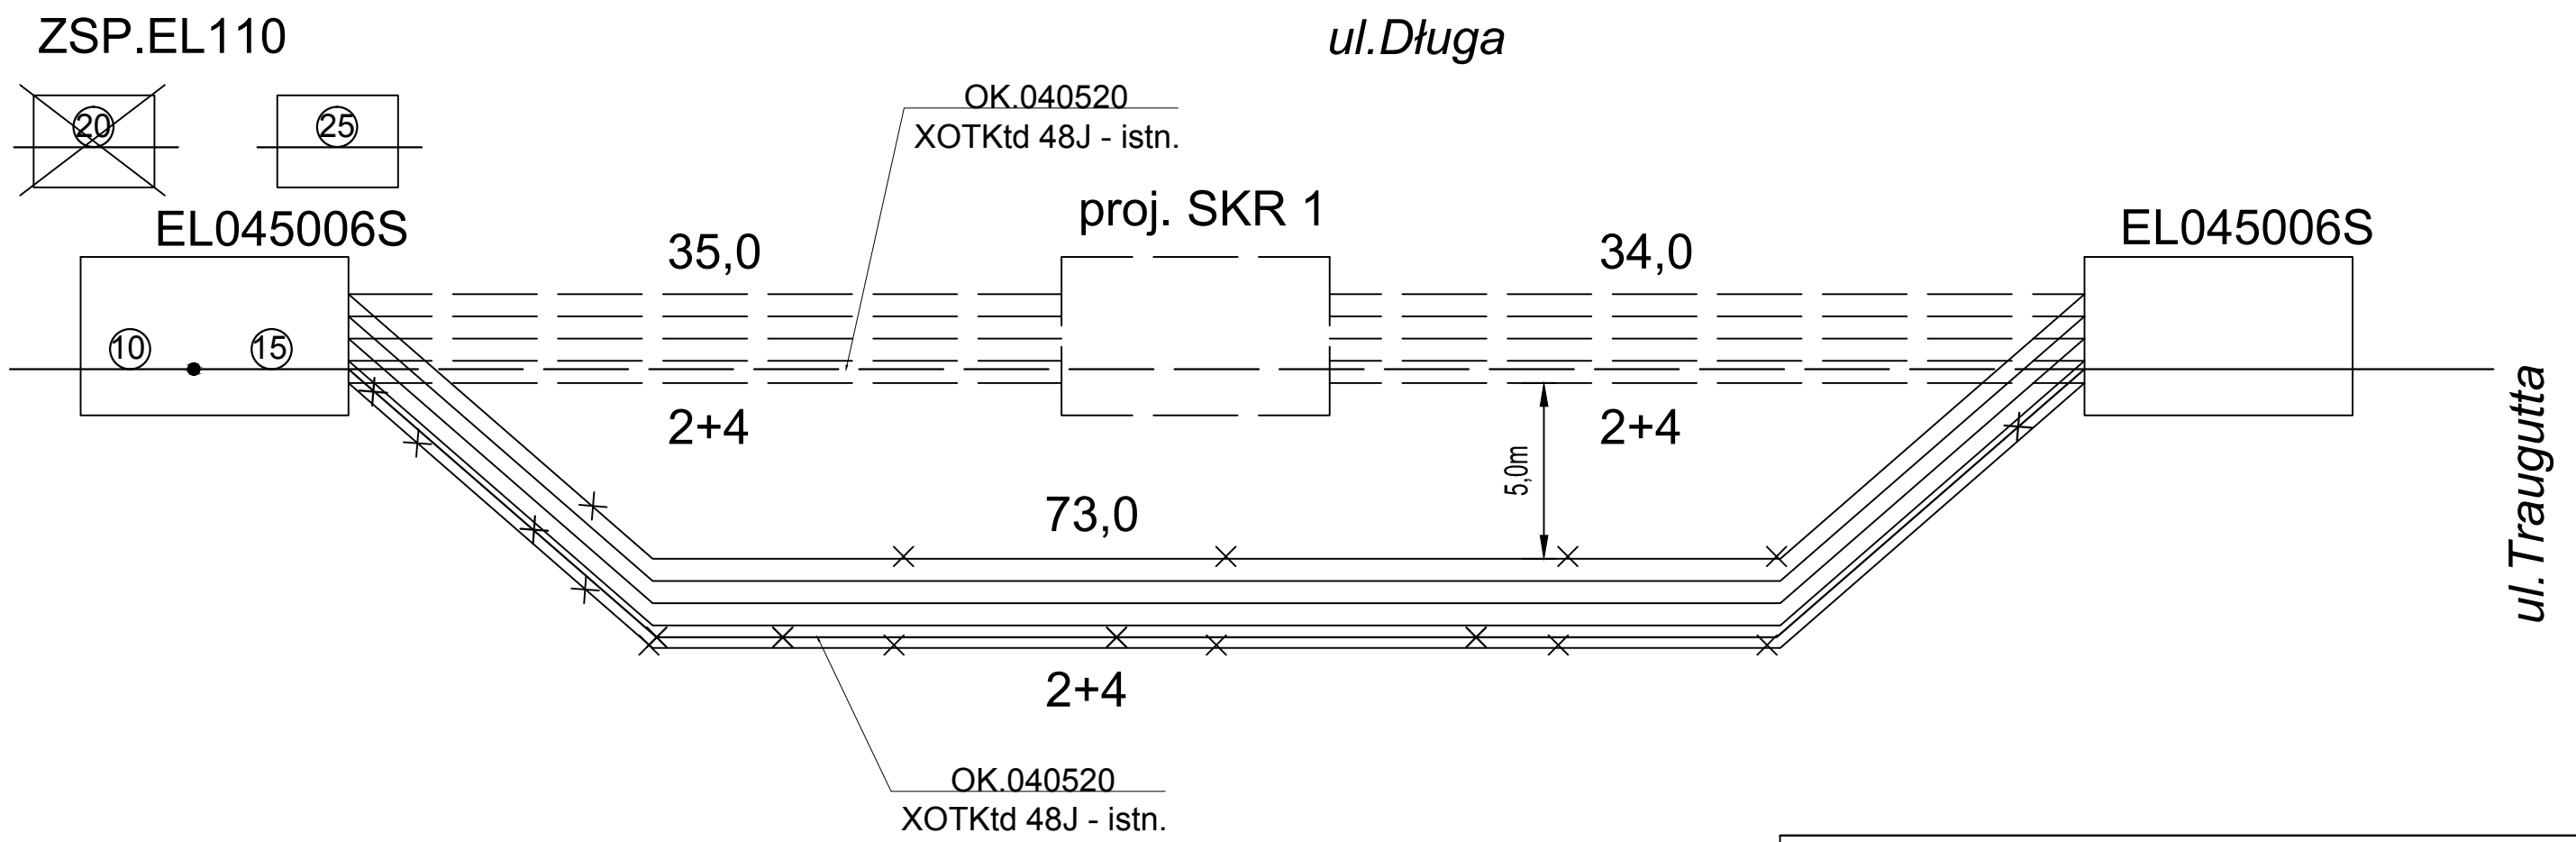 ZSP.EL110
ul.Długa
20
25
OK.040520
XOTKtd 48J - istn.
EL045006S
proj. SKR 1
EL045006S
35,0
34,0
10
15
2+4
2+4
5,0m
73,0
2+4
OK.040520
XOTKtd 48J - istn.
ul.Traugutta